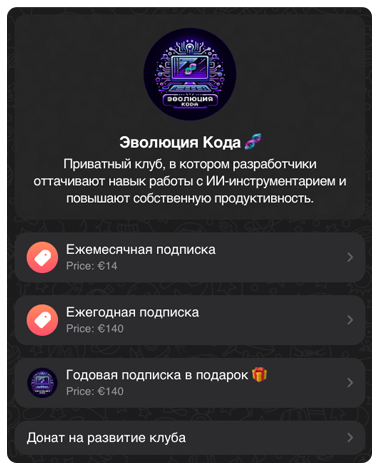 ЭВОЛЮЦИЯ
КОДА
Эволюция Кода 🧬
Приватный клуб, в котором разработчики
оттачивают навык работы с ИИ-инструментарием и
повышают собственную продуктивность.
Ежемесячная подписка
Price: €14
Ежегодная подписка
Price: €140
Годовая подписка в подарок 🎁
Price: €140
Донат на развитие клуба